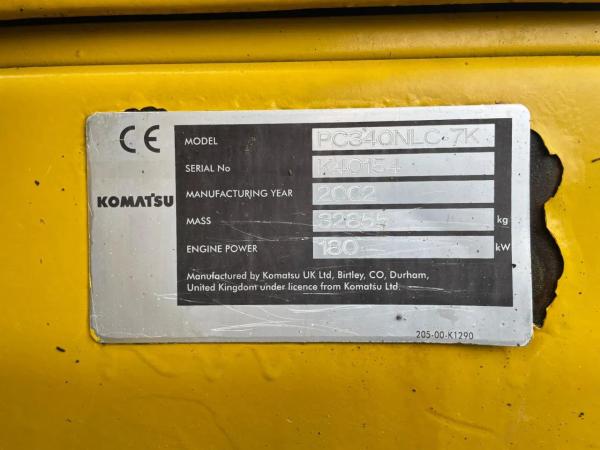 CE
KOMATSU
MODEL PC340NLC-7K
SERIAL No K40154
MANUFACTURING YEAR 2002
MASS 32855 kg
ENGINE POWER 180 kW
Manufactured by Komatsu UK Ltd, Birtley, CO, Durham,
United Kingdom under licence from Komatsu Ltd.
205-00-K1290